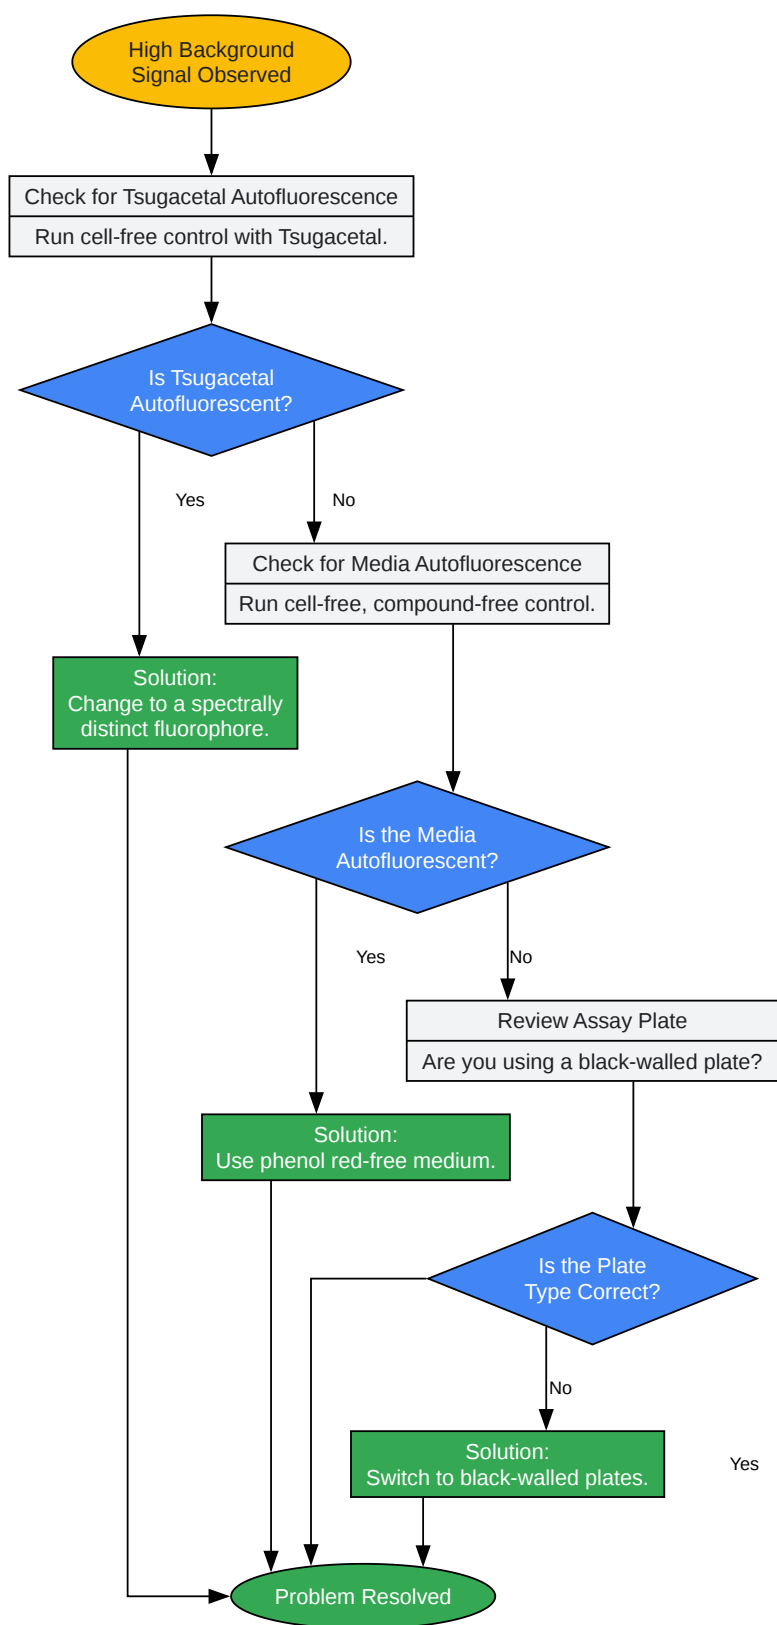 High Background
Signal Observed
Check for Tsugacetal Autofluorescence
Run cell-free control with Tsugacetal.
Is Tsugacetal
Autofluorescent?
Yes
No
Check for Media Autofluorescence
Run cell-free, compound-free control.
Solution:
Change to a spectrally
distinct fluorophore.
Is the Media
Autofluorescent?
Yes
No
Review Assay Plate
Are you using a black-walled plate?
Solution:
Use phenol red-free medium.
Is the Plate
Type Correct?
No
Solution:
Switch to black-walled plates.
Yes
Problem Resolved